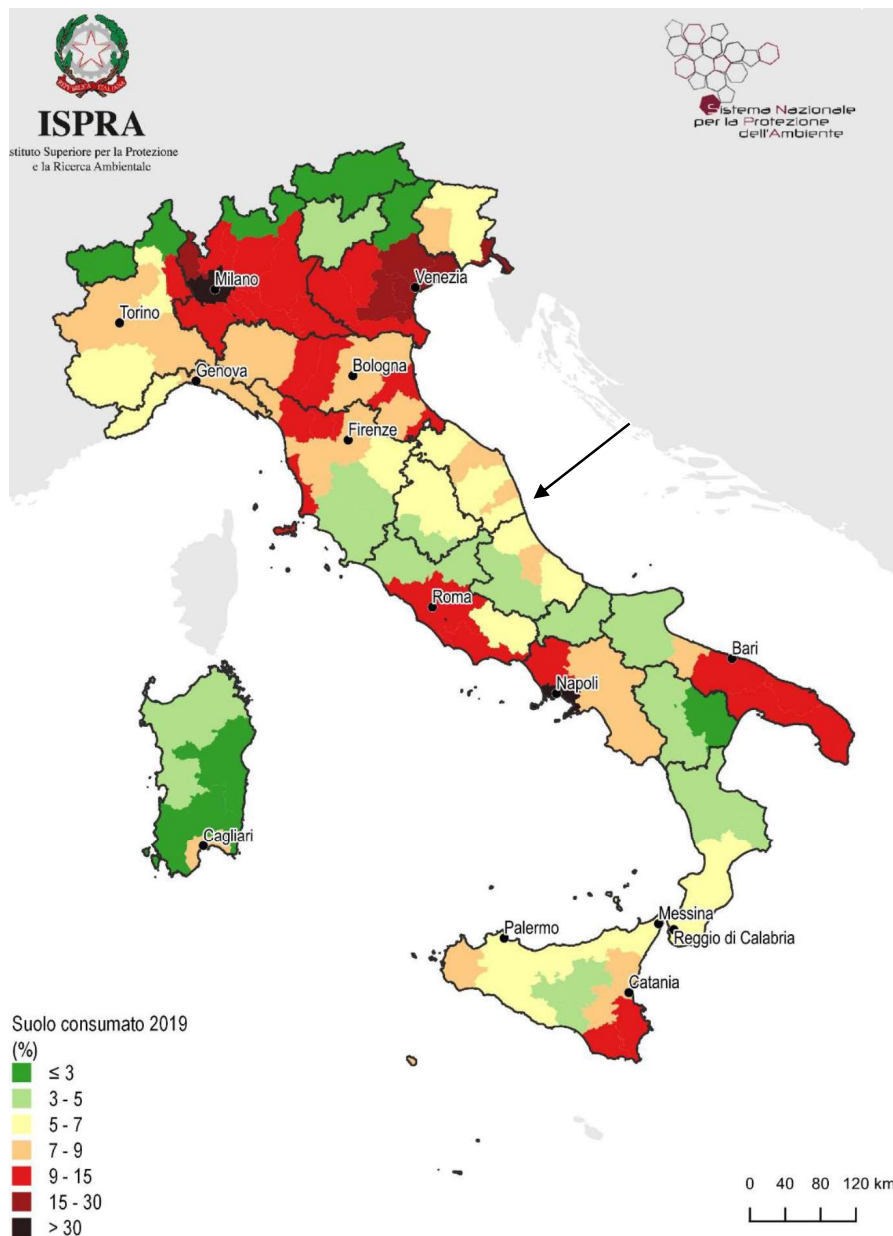 ISPRA
stituto Superiore per la Protezione
e la Ricerca Ambientale
Sistema Nazionale
per la Protezione
dell'Ambiente
Milano
Venezia
Torino
Genova
Bologna
Firenze
Roma
Bari
Napoli
Cagliari
Messina
Palermo
Reggio di Calabria
Catania
Suolo consumato 2019
(%)
≤ 3
3 - 5
5 - 7
7 - 9
9 - 15
15 - 30
> 30
0 40 80 120 km